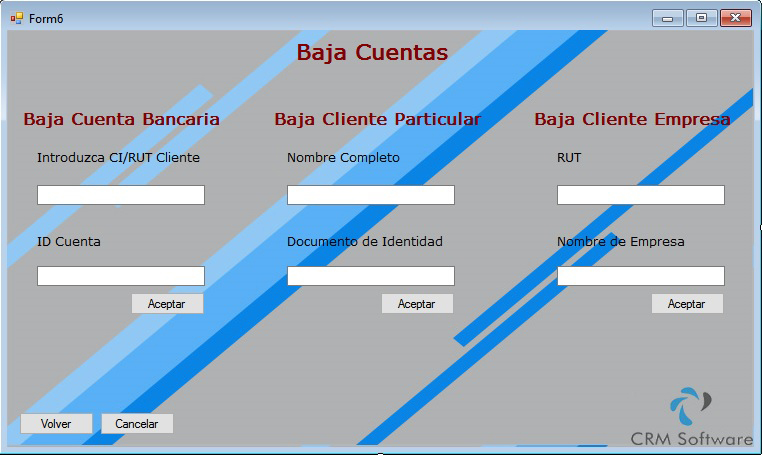 Form6
Baja Cuentas
Baja Cuenta Bancaria
Introduzca CI/RUT Cliente
ID Cuenta
Aceptar
Baja Cliente Particular
Nombre Completo
Documento de Identidad
Aceptar
Baja Cliente Empresa
RUT
Nombre de Empresa
Aceptar
Volver
Cancelar
CRM Software